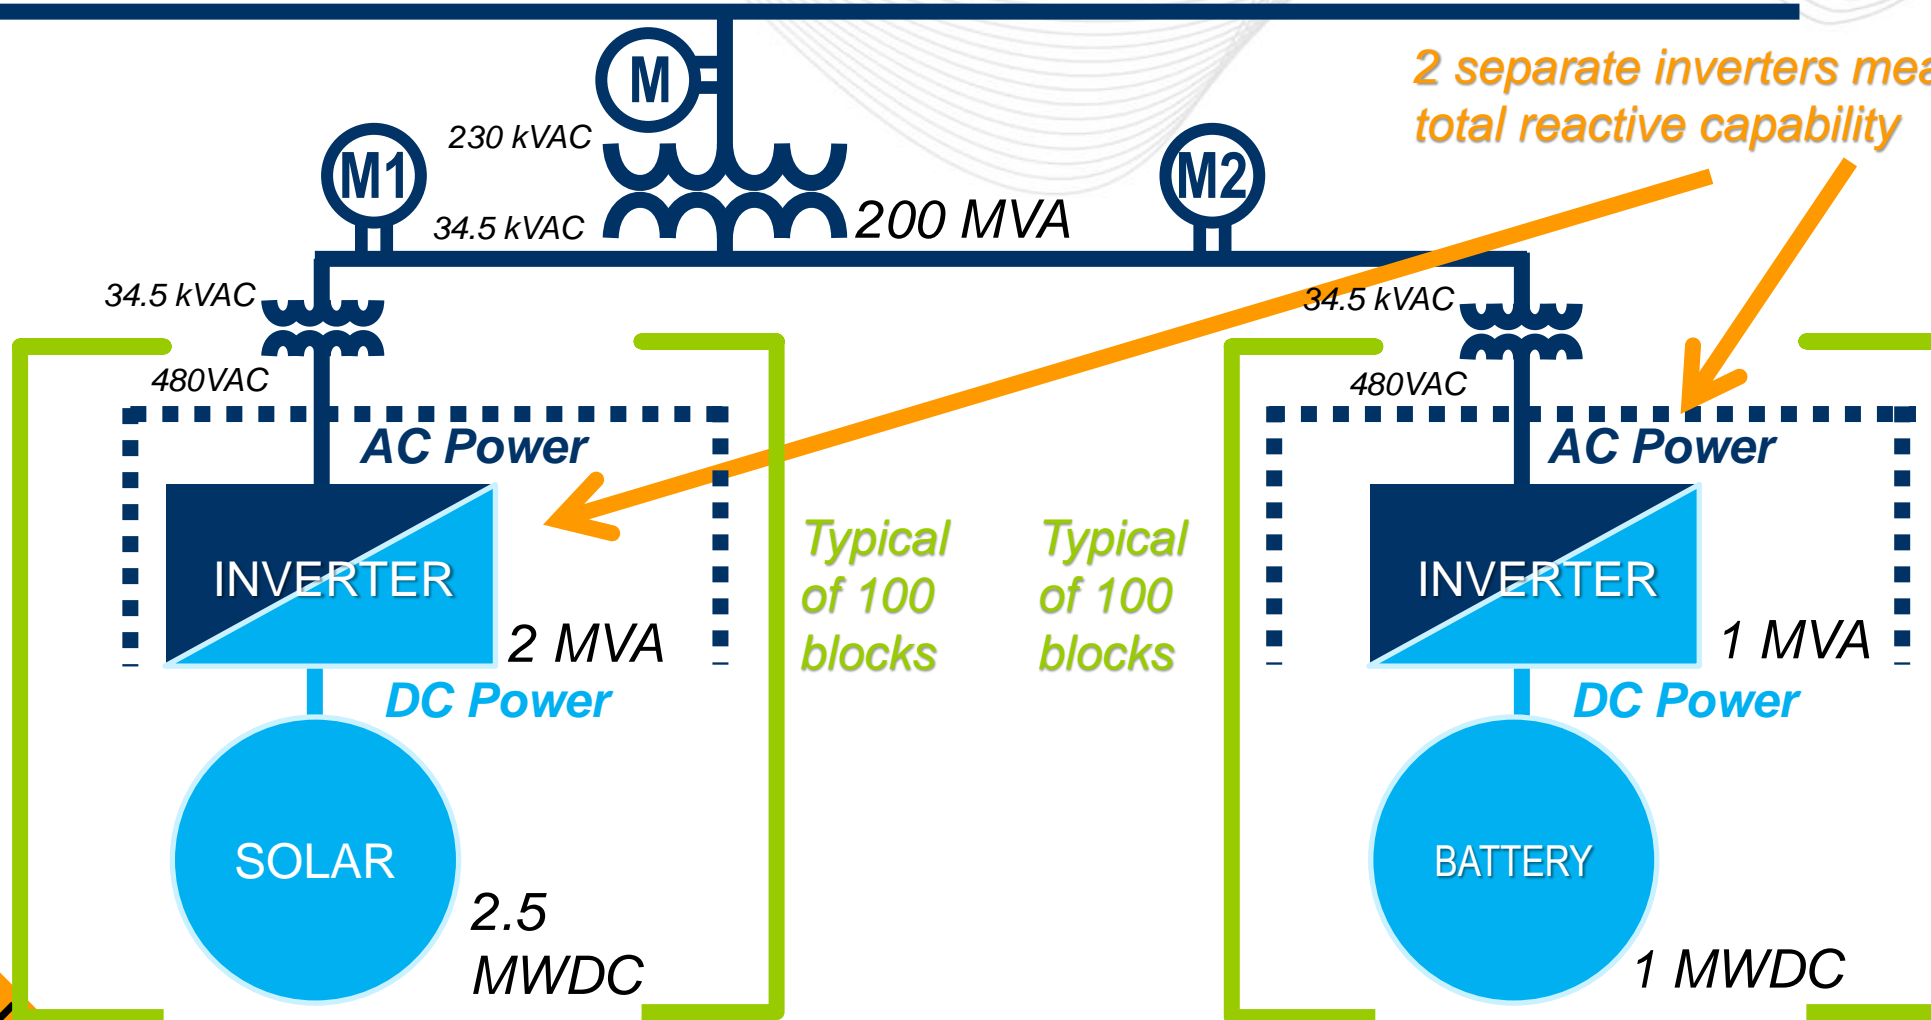 2 separate inverters
total reactive capability
M
230 kVAC
M1
M2
34.5 kVAC
200 MVA
34.5 kVAC
34.5 kVAC
480VAC
480VAC
AC Power
AC Power
INVERTER
INVERTER
Typical
of 100
blocks
Typical
of 100
blocks
2 MVA
1 MVA
DC Power
DC Power
SOLAR
BATTERY
2.5
MWDC
1 MWDC